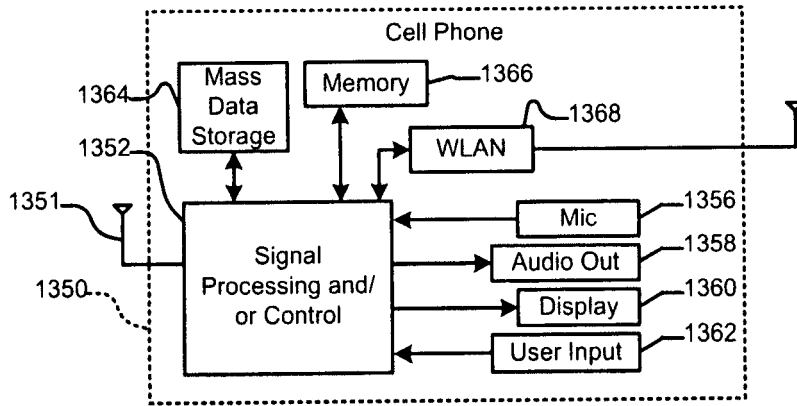 Cell Phone
1364
Mass
Data
Storage
Memory
1366
1368
WLAN
1352
1351
1350
Signal
Processing and/
or Control
Mic
1356
Audio Out
1358
Display
1360
User Input
1362